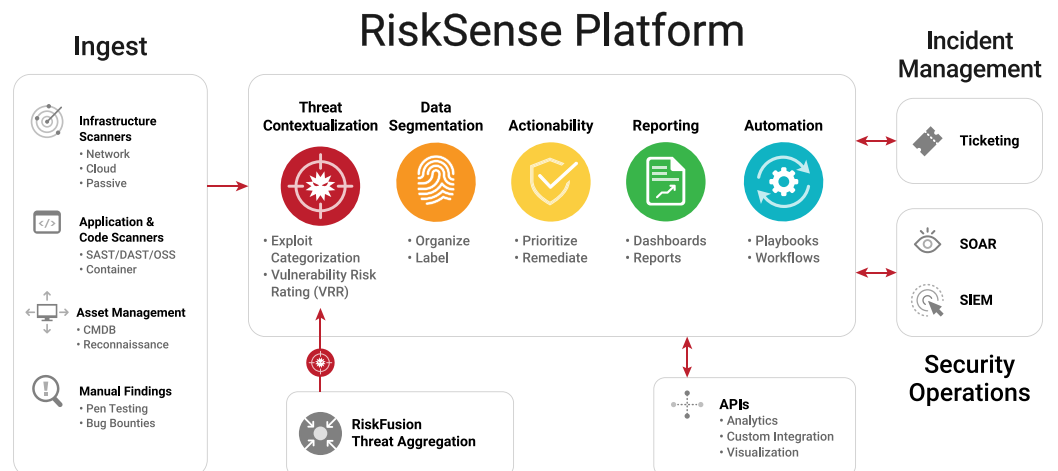 RiskSense Platform
Ingest
Infrastructure
Scanners
• Network
• Cloud
• Passive
</>
Application &
Code Scanners
• SAST/DAST/OSS
• Container
Asset Management
• CMDB
• Reconnaissance
Manual Findings
• Pen Testing
• Bug Bounties
Threat
Contextualization
• Exploit
Categorization
• Vulnerability Risk
Rating (VRR)
Data
Segmentation
• Organize
• Label
Actionability
• Prioritize
• Remediate
Reporting
• Dashboards
• Reports
Automation
• Playbooks
• Workflows
RiskFusion
Threat Aggregation
APIs
• Analytics
• Custom Integration
• Visualization
Incident
Management
Ticketing
SOAR
SIEM
Security
Operations